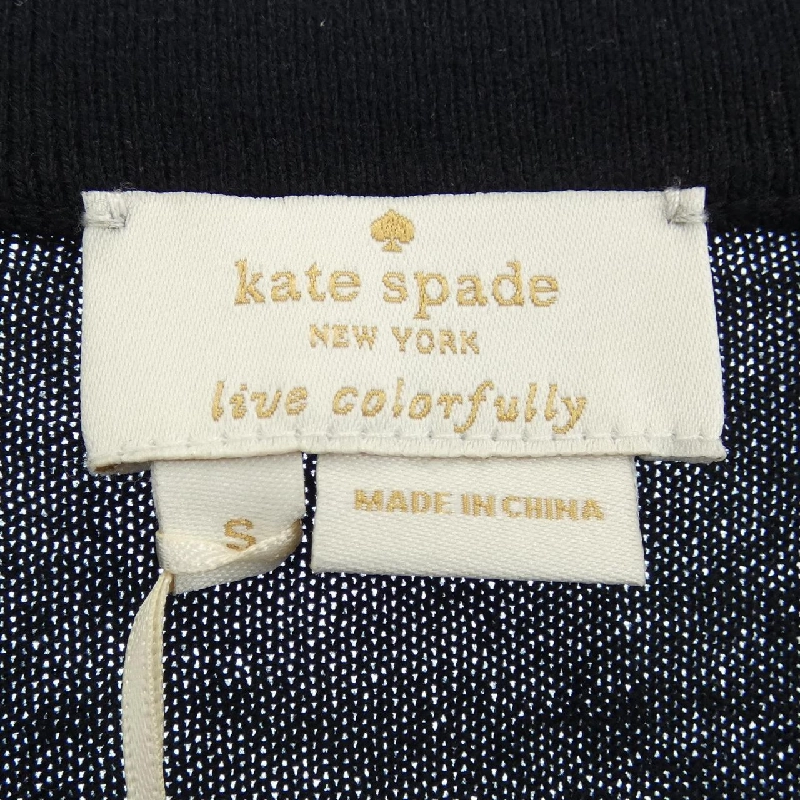 kate spade
NEW YORK
live colorfully
S
MADE IN CHINA